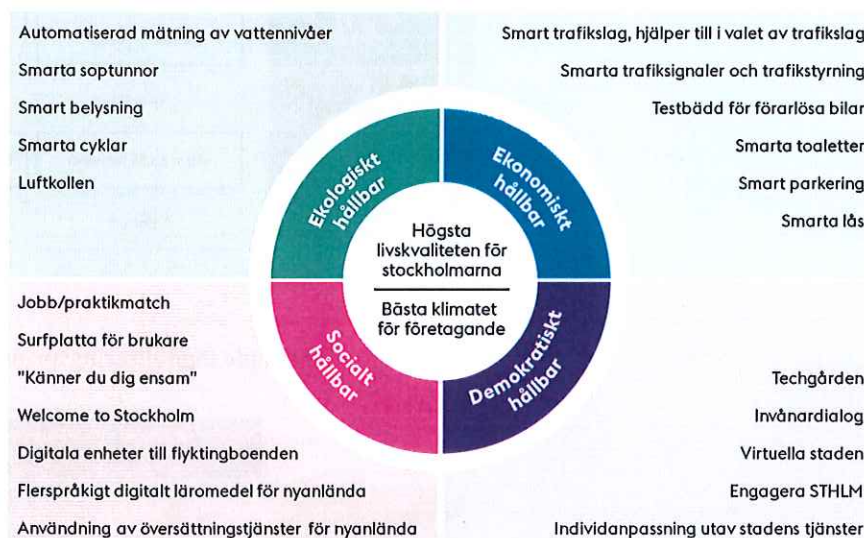 Automatiserad mätning av vattennivåer
Smarta soptunnor
Smart belysning
Smarta cyklar
Luftkollen
Smart trafikslag, hjälper till i valet av trafikslag
Smarta trafiksignaler och trafikstyrning
Testbädd för förarlösa bilar
Smarta toaletter
Smart parkering
Smarta lås
Ekologiskt
hållbar
Ekonomiskt
hållbar
Högsta
livskvaliteten för
stockholmarna
Bästa klimatet
för företagande
Socialt
hållbar
Demokratiskt
hållbar
Jobb/praktikmatch
Surfplatta för brukare
"Känner du dig ensam"
Welcome to Stockholm
Digitala enheter till flyktingboenden
Flerspråkigt digitalt läromedel för nyanlända
Användning av översättningstjänster för nyanlända
Techgården
Invånardialog
Virtuella staden
Engagera STHLM
Individanpassning utav stadens tjänster